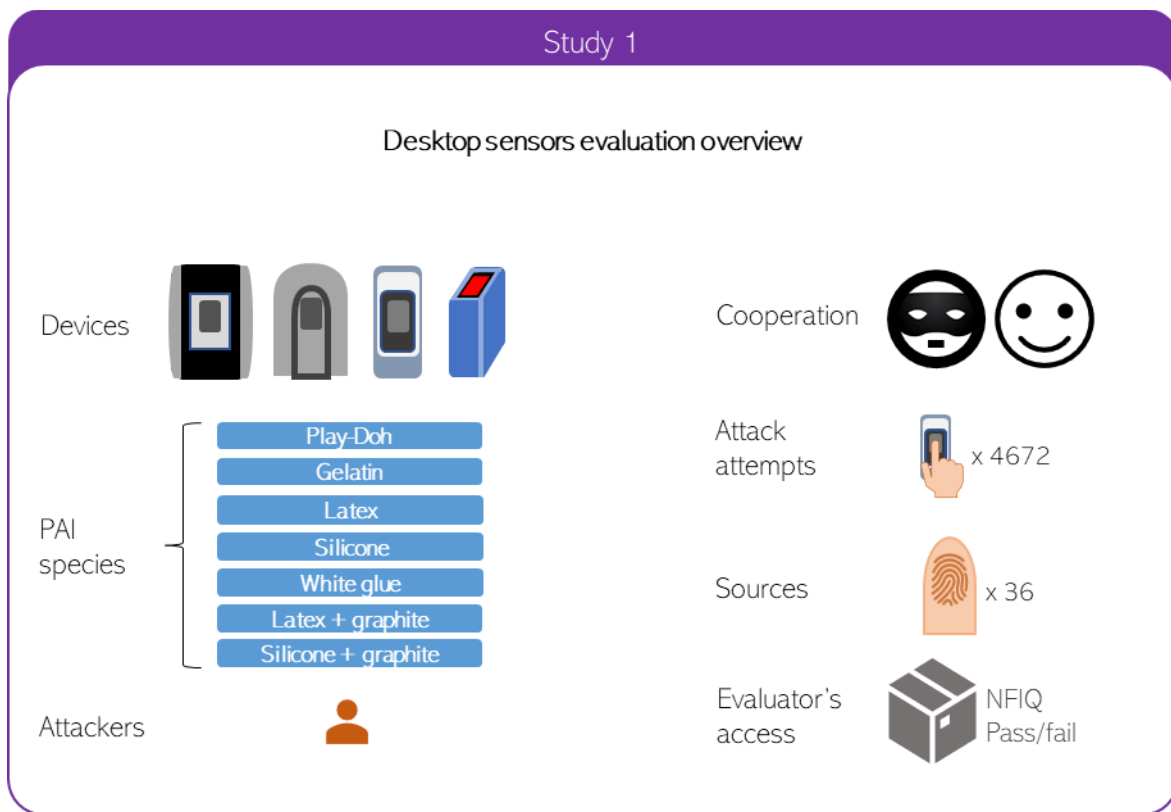 Study 1
Desktop sensors evaluation overview
Devices
PAI
species
Play-Doh
Gelatin
Latex
Silicone
White glue
Latex + graphite
Silicone + graphite
Attackers
Cooperation
Attack
attempts
x 4672
Sources
x 36
Evaluator's
access
NFIQ
Pass/fail